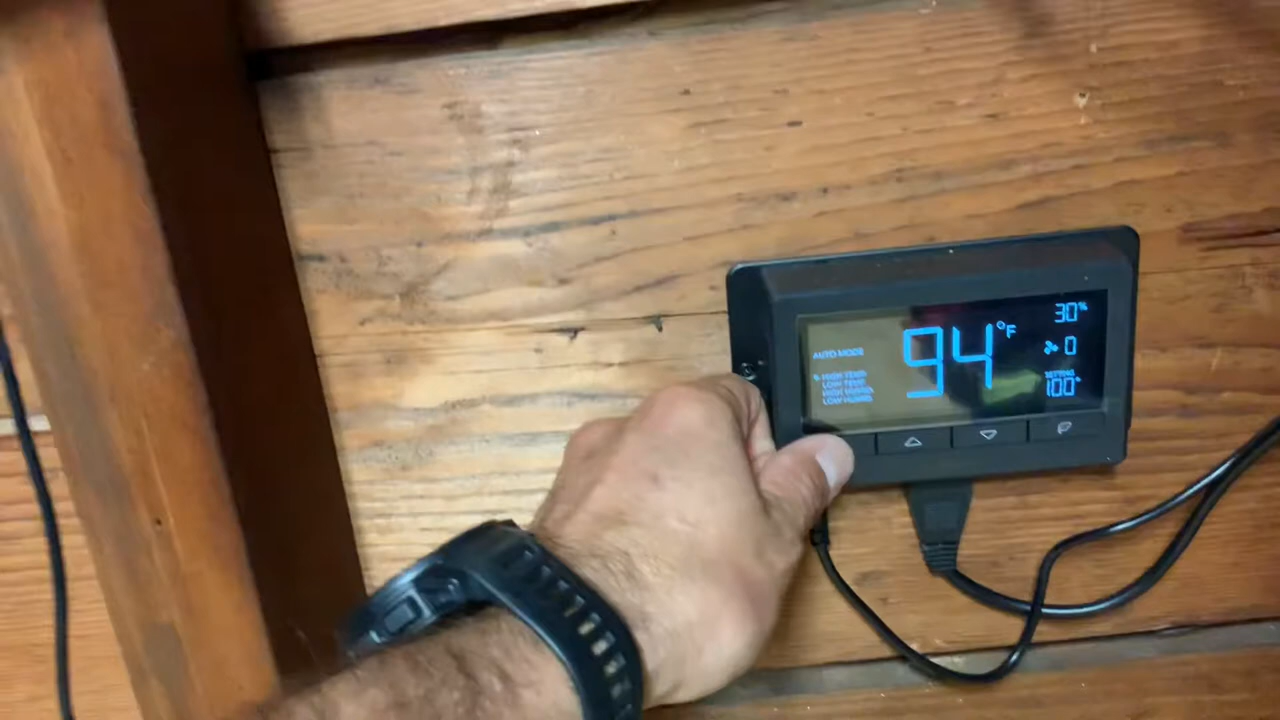 30%
94°F
AUTO MODE
0
HIGH TEMP
LOW TEMP
HIGH HUMID
LOW HUMID
SETTING
100%